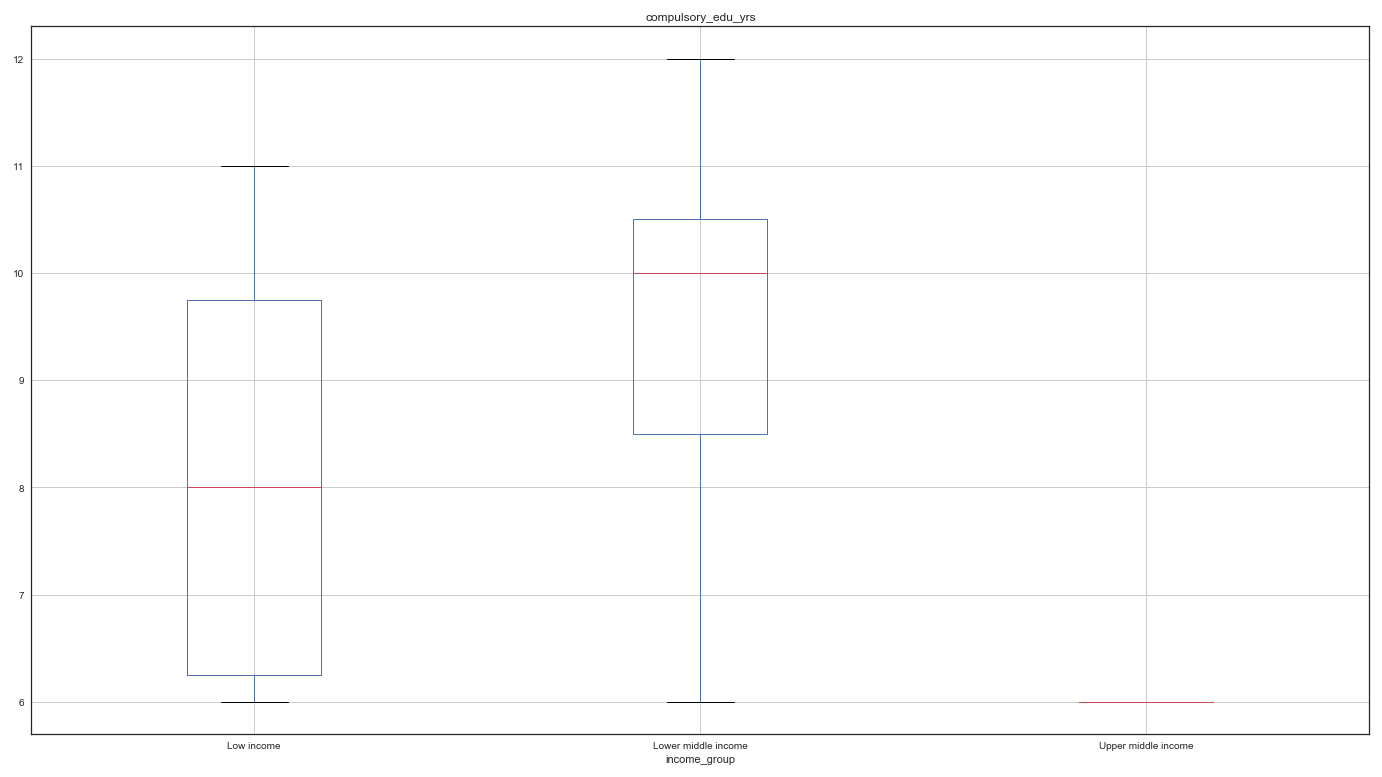 compulsory_edu_yrs
12
11
10
9
8
7
6
Low income
Lower middle income
Upper middle income
income_group